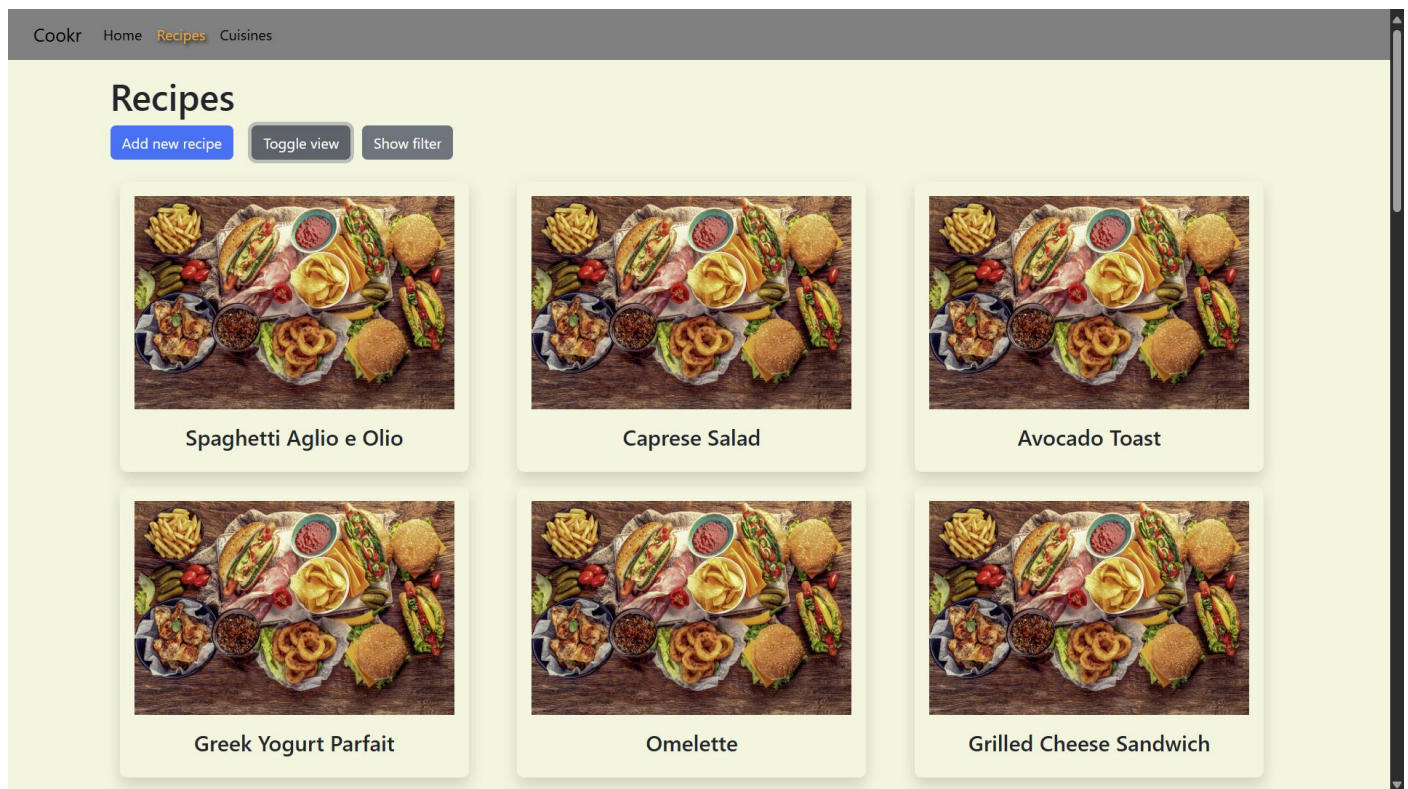 Cookr Home Recipes Cuisines
Recipes
Add new recipe Toggle view Show filter
Spaghetti Aglio e Olio Caprese Salad Avocado Toast
Greek Yogurt Parfait Omelette Grilled Cheese Sandwich